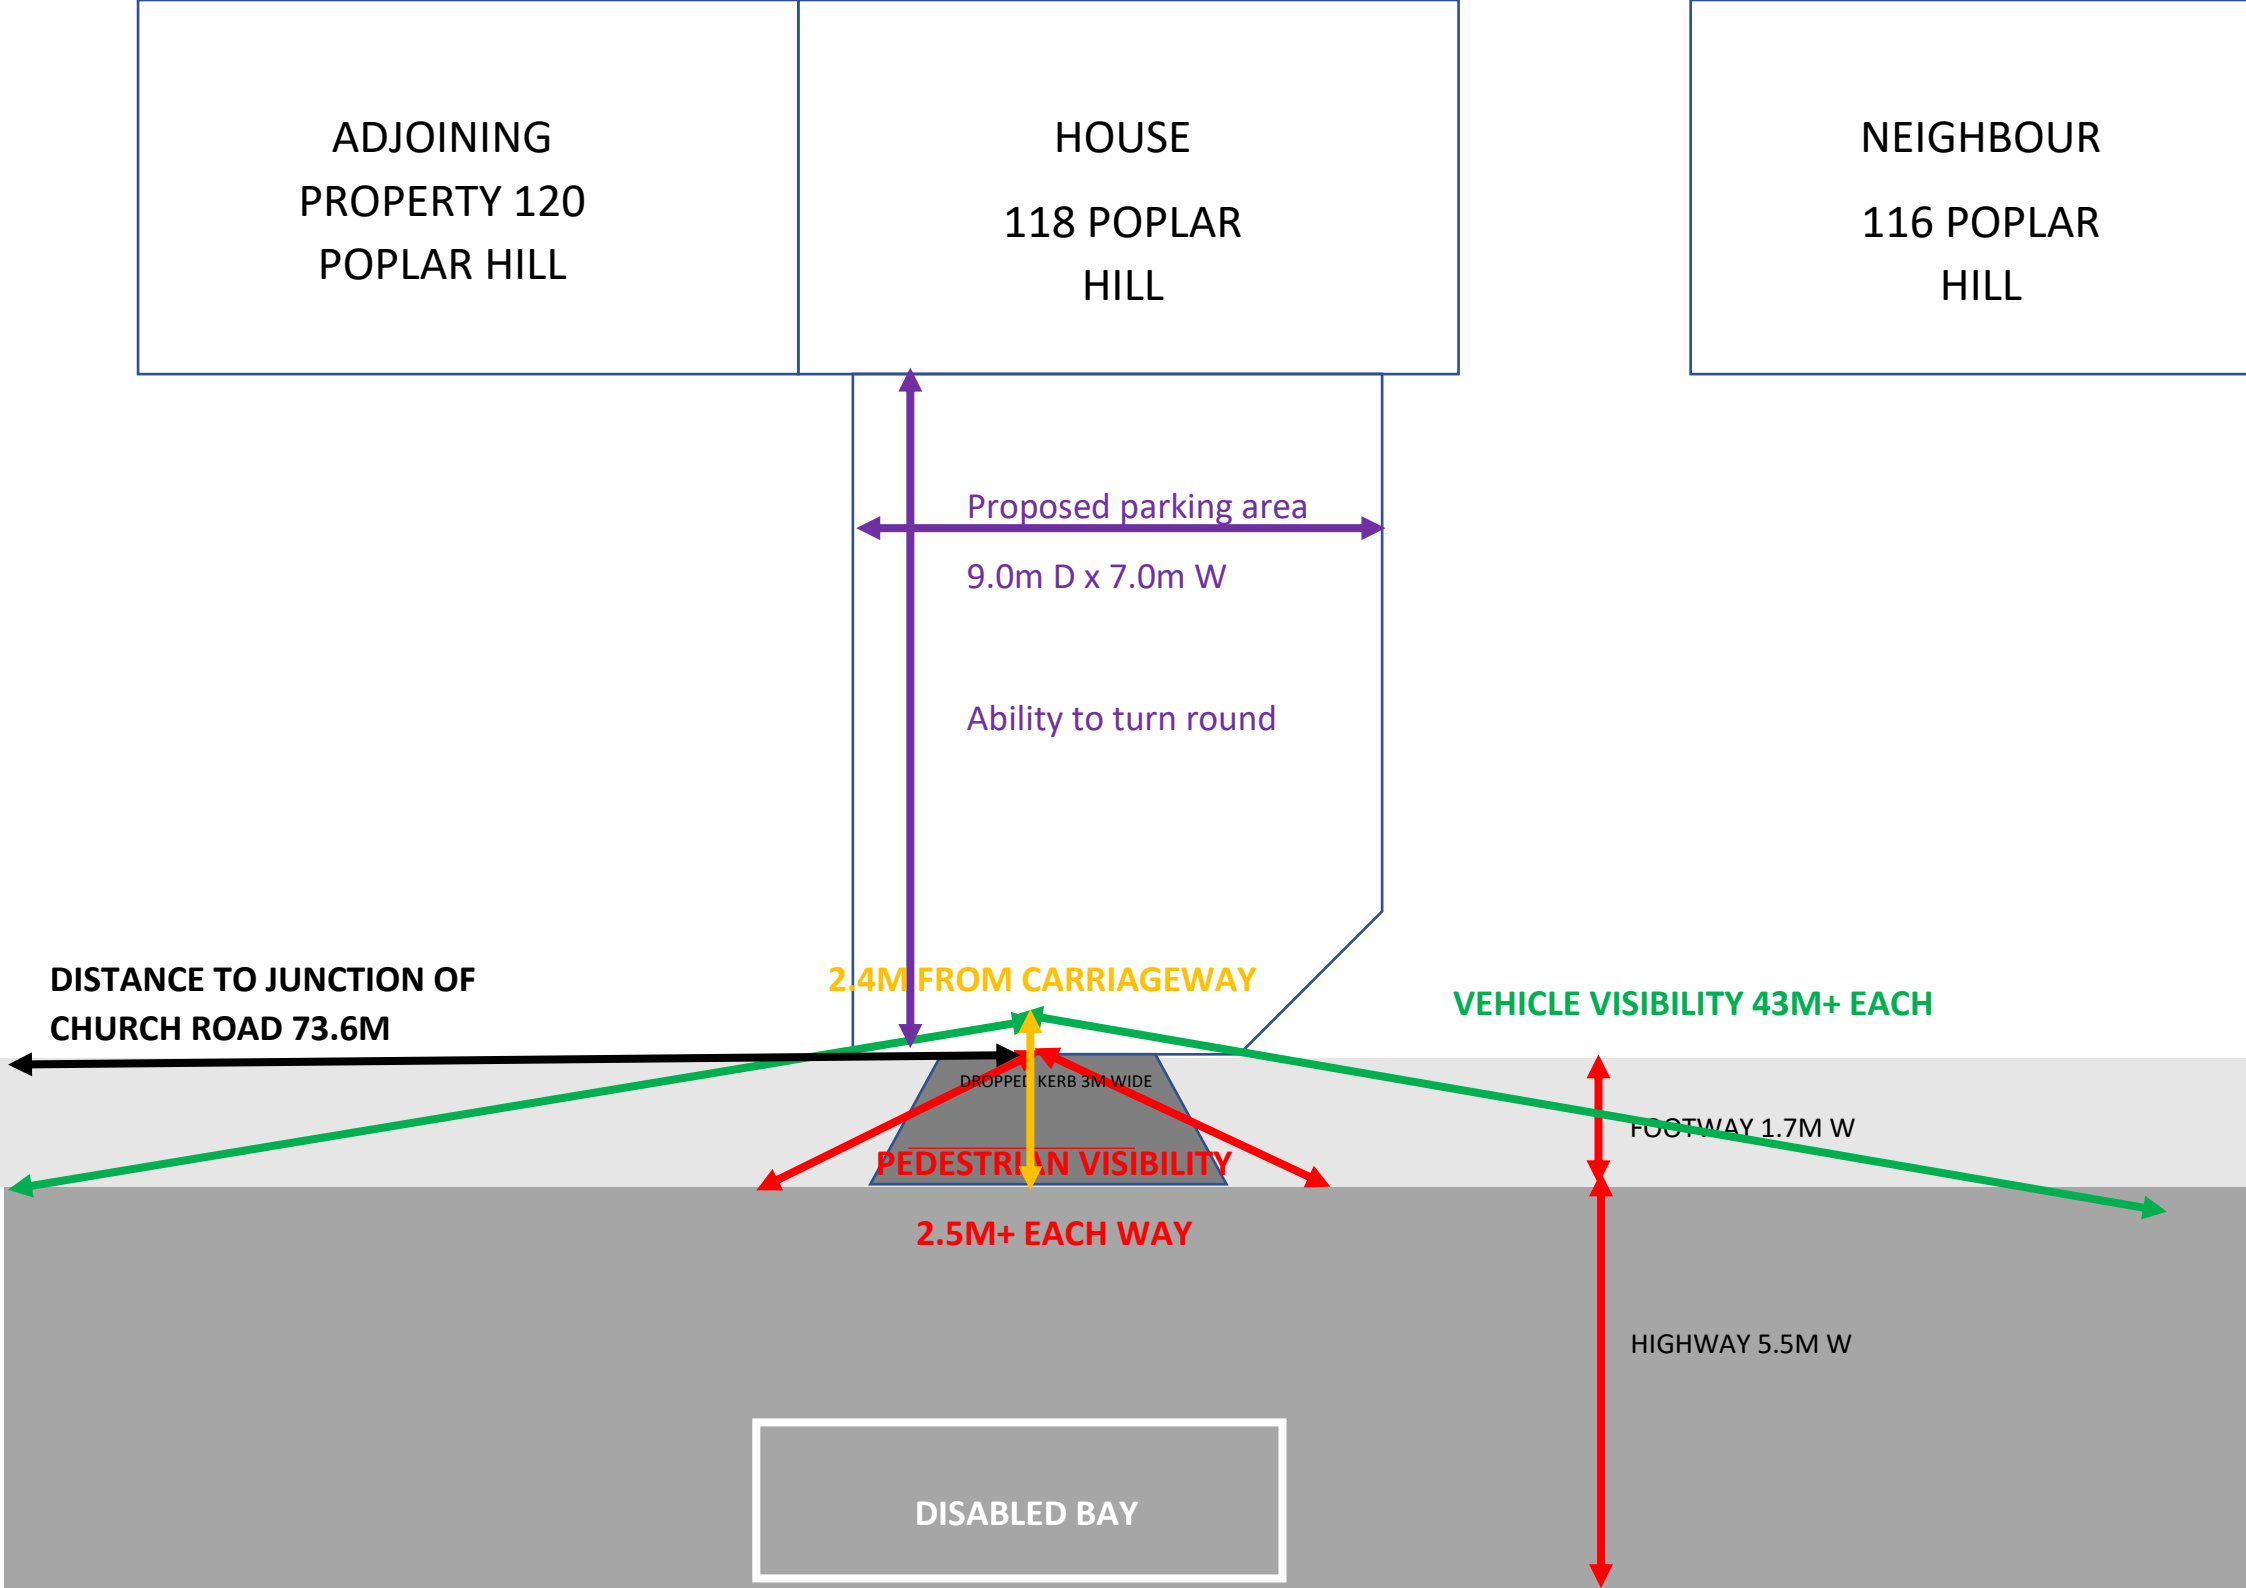 ADJOINING
PROPERTY 120
POPLAR HILL
HOUSE
118 POPLAR
HILL
NEIGHBOUR
116 POPLAR
HILL
Proposed parking area
9.0m D x 7.0m W
Ability to turn round
DISTANCE TO JUNCTION OF
CHURCH ROAD 73.6M
2.4M FROM CARRIAGEWAY
VEHICLE VISIBILITY 43M+ EACH
DROPPED KERB 3M WIDE
FOOTWAY 1.7M W
PEDESTRIAN VISIBILITY
2.5M+ EACH WAY
HIGHWAY 5.5M W
DISABLED BAY